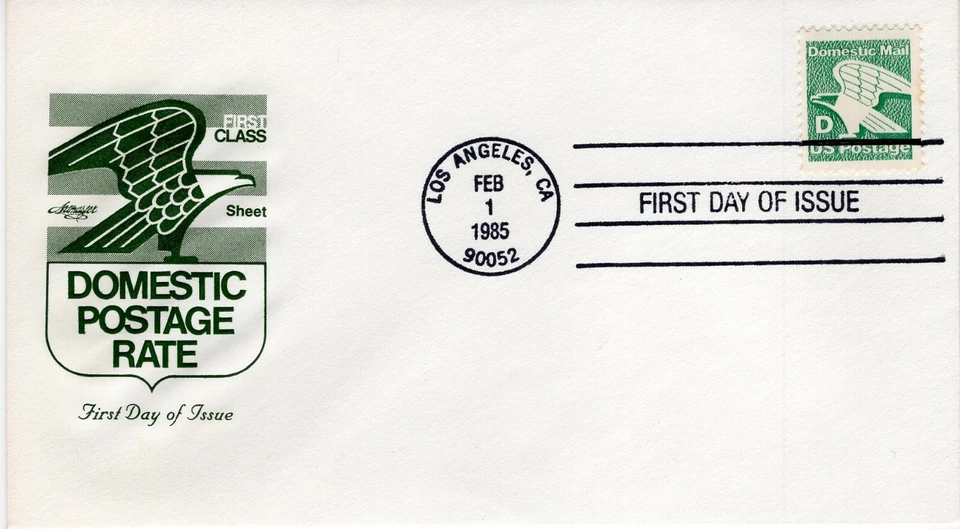 FIRST
CLASS
Artmaster
Sheet
DOMESTIC
POSTAGE
RATE
First Day of Issue
LOS ANGELES, CA
FEB
1
1985
90052
FIRST DAY OF ISSUE
Domestic Mail
D
US Postage